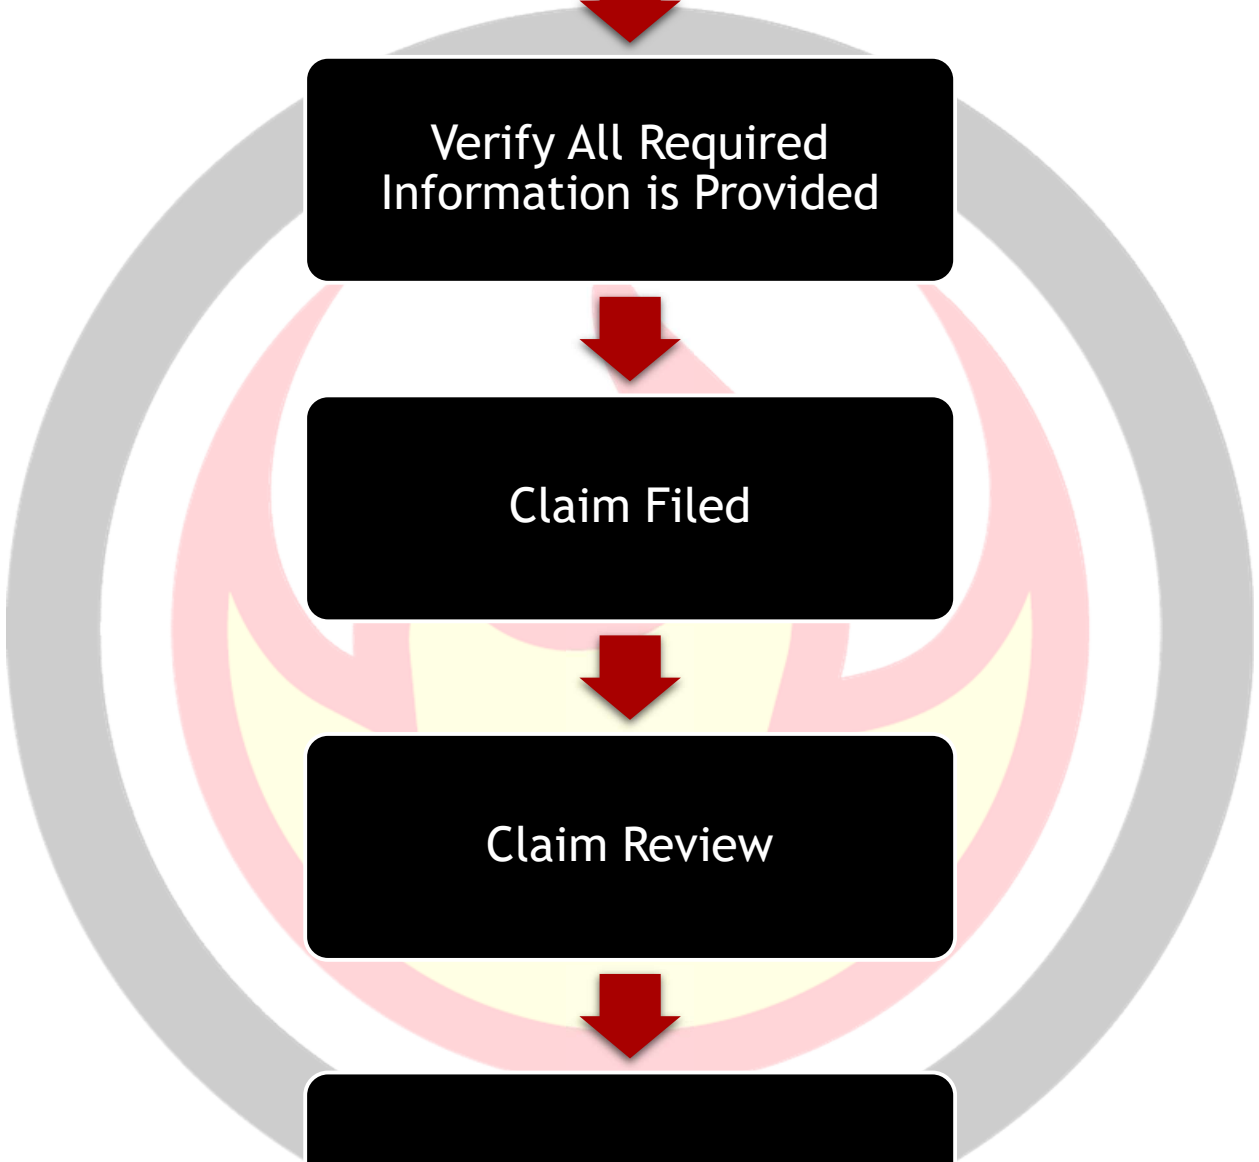 Verify All Required
Information is Provided
Claim Filed
Claim Review